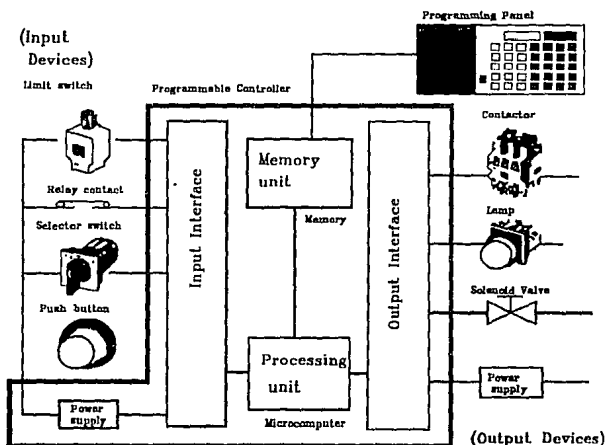 Programming Panel
(Input
Devices)
Limit switch
Programmable Controller
Contactor
Memory
unit
Relay contact
Memory
Lamp
Selector switch
Input Interface
Output Interface
Solenoid Valve
Push button
Processing
unit
Power
supply
Power
supply
Microcomputer
(Output Devices)